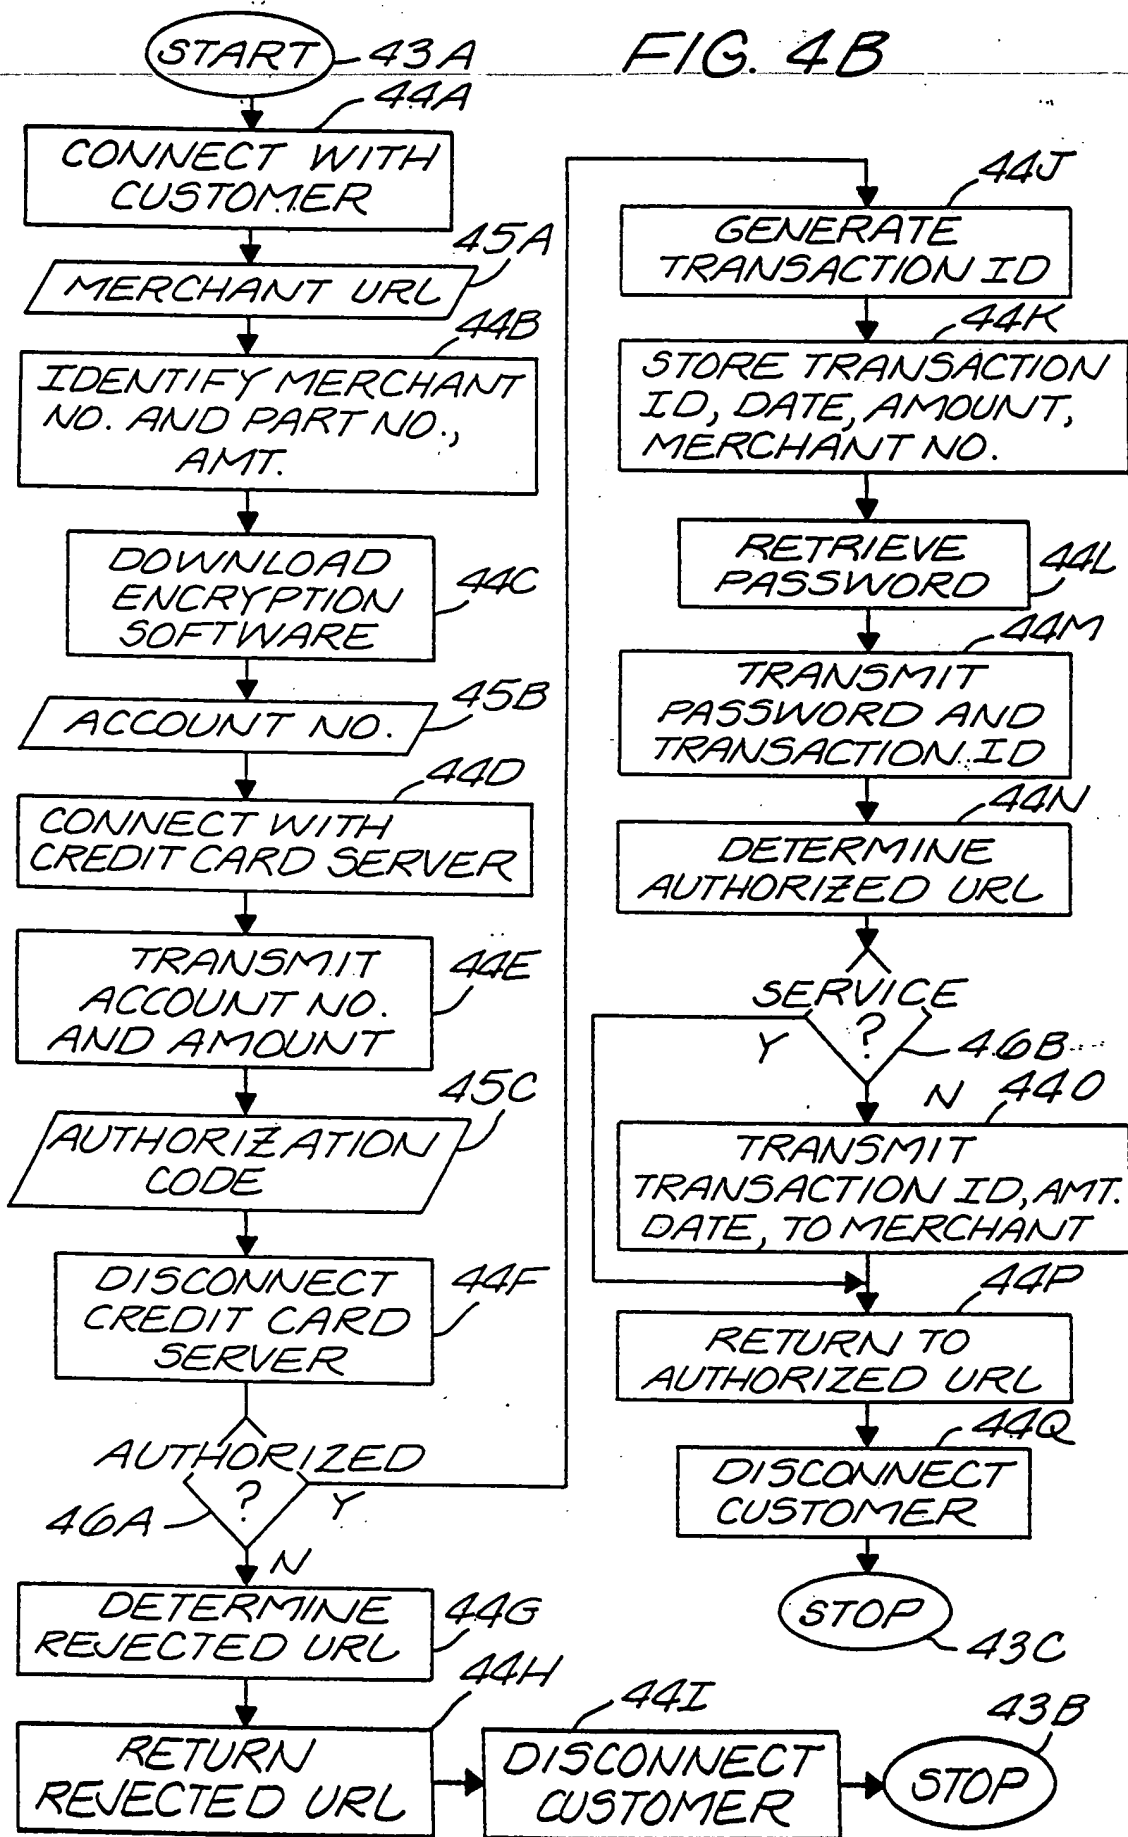 FIG. 4B
START
43A
44A
CONNECT WITH
CUSTOMER
45A
MERCHANT URL
44B
IDENTIFY MERCHANT
NO. AND PART NO.,
AMT.
DOWNLOAD
ENCRYPTION
SOFTWARE
44C
45B
ACCOUNT NO.
44D
CONNECT WITH
CREDIT CARD SERVER
TRANSMIT
ACCOUNT NO.
AND AMOUNT
44E
45C
AUTHORIZATION
CODE
DISCONNECT
CREDIT CARD
SERVER
44F
AUTHORIZED
?
Y
46A
N
DETERMINE
REJECTED URL
44G
44H
RETURN
REJECTED URL
44I
DISCONNECT
CUSTOMER
43B
STOP
44J
GENERATE
TRANSACTION ID
44K
STORE TRANSACTION
ID, DATE, AMOUNT,
MERCHANT NO.
RETRIEVE
PASSWORD
44L
44M
TRANSMIT
PASSWORD AND
TRANSACTION ID
44N
DETERMINE
AUTHORIZED URL
SERVICE
?
Y
46B
N
44O
TRANSMIT
TRANSACTION ID, AMT.
DATE, TO MERCHANT
44P
RETURN TO
AUTHORIZED URL
44Q
DISCONNECT
CUSTOMER
STOP
43C